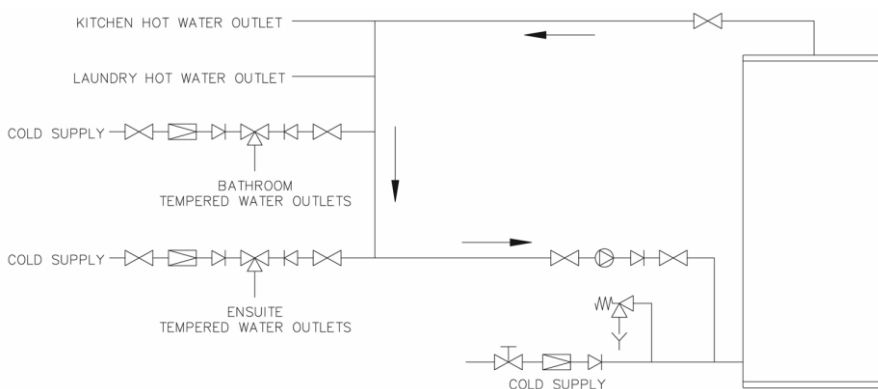 KITCHEN HOT WATER OUTLET
LAUNDRY HOT WATER OUTLET
COLD SUPPLY
BATHROOM
TEMPERED WATER OUTLETS
COLD SUPPLY
ENSUITE
TEMPERED WATER OUTLETS
COLD SUPPLY